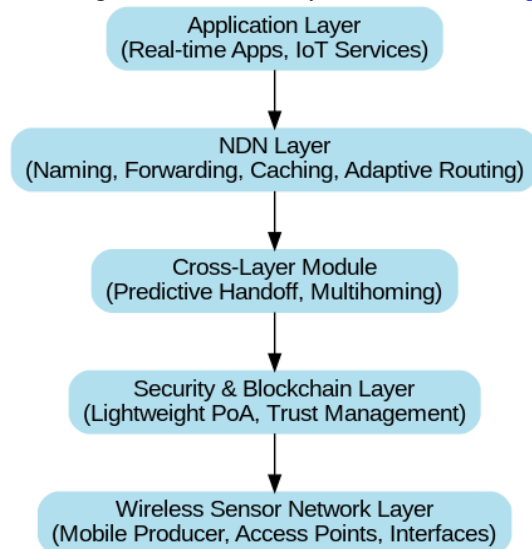 Application Layer
(Real-time Apps, IoT Services)
NDN Layer
(Naming, Forwarding, Caching, Adaptive Routing)
Cross-Layer Module
(Predictive Handoff, Multihoming)
Security & Blockchain Layer
(Lightweight PoA, Trust Management)
Wireless Sensor Network Layer
(Mobile Producer, Access Points, Interfaces)